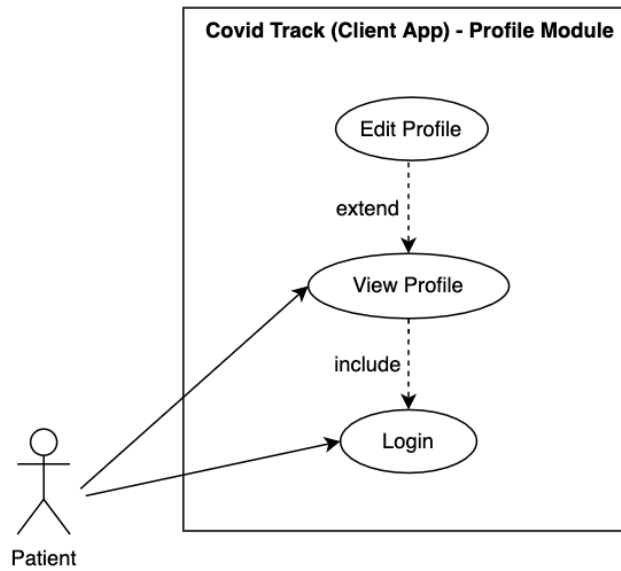 Covid Track (Client App) - Profile Module
Edit Profile
extend
View Profile
include
Login
Patient